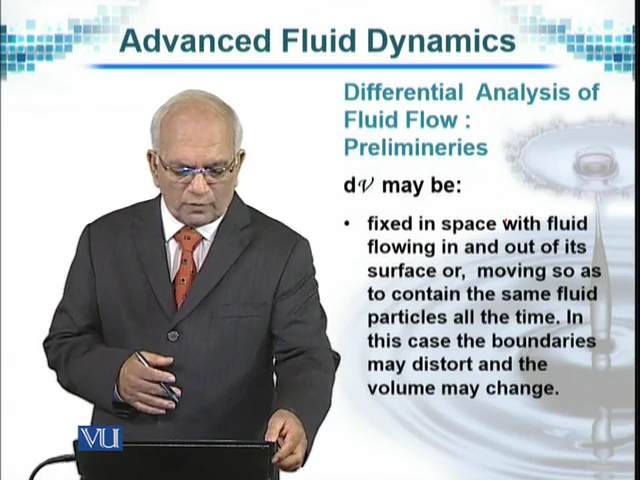 Advanced Fluid Dynamics
Differential Analysis of
Fluid Flow :
Prelimineries
d𝒱 may be:
• fixed in space with fluid
flowing in and out of its
surface or, moving so as
to contain the same fluid
particles all the time. In
this case the boundaries
may distort and the
volume may change.
VU